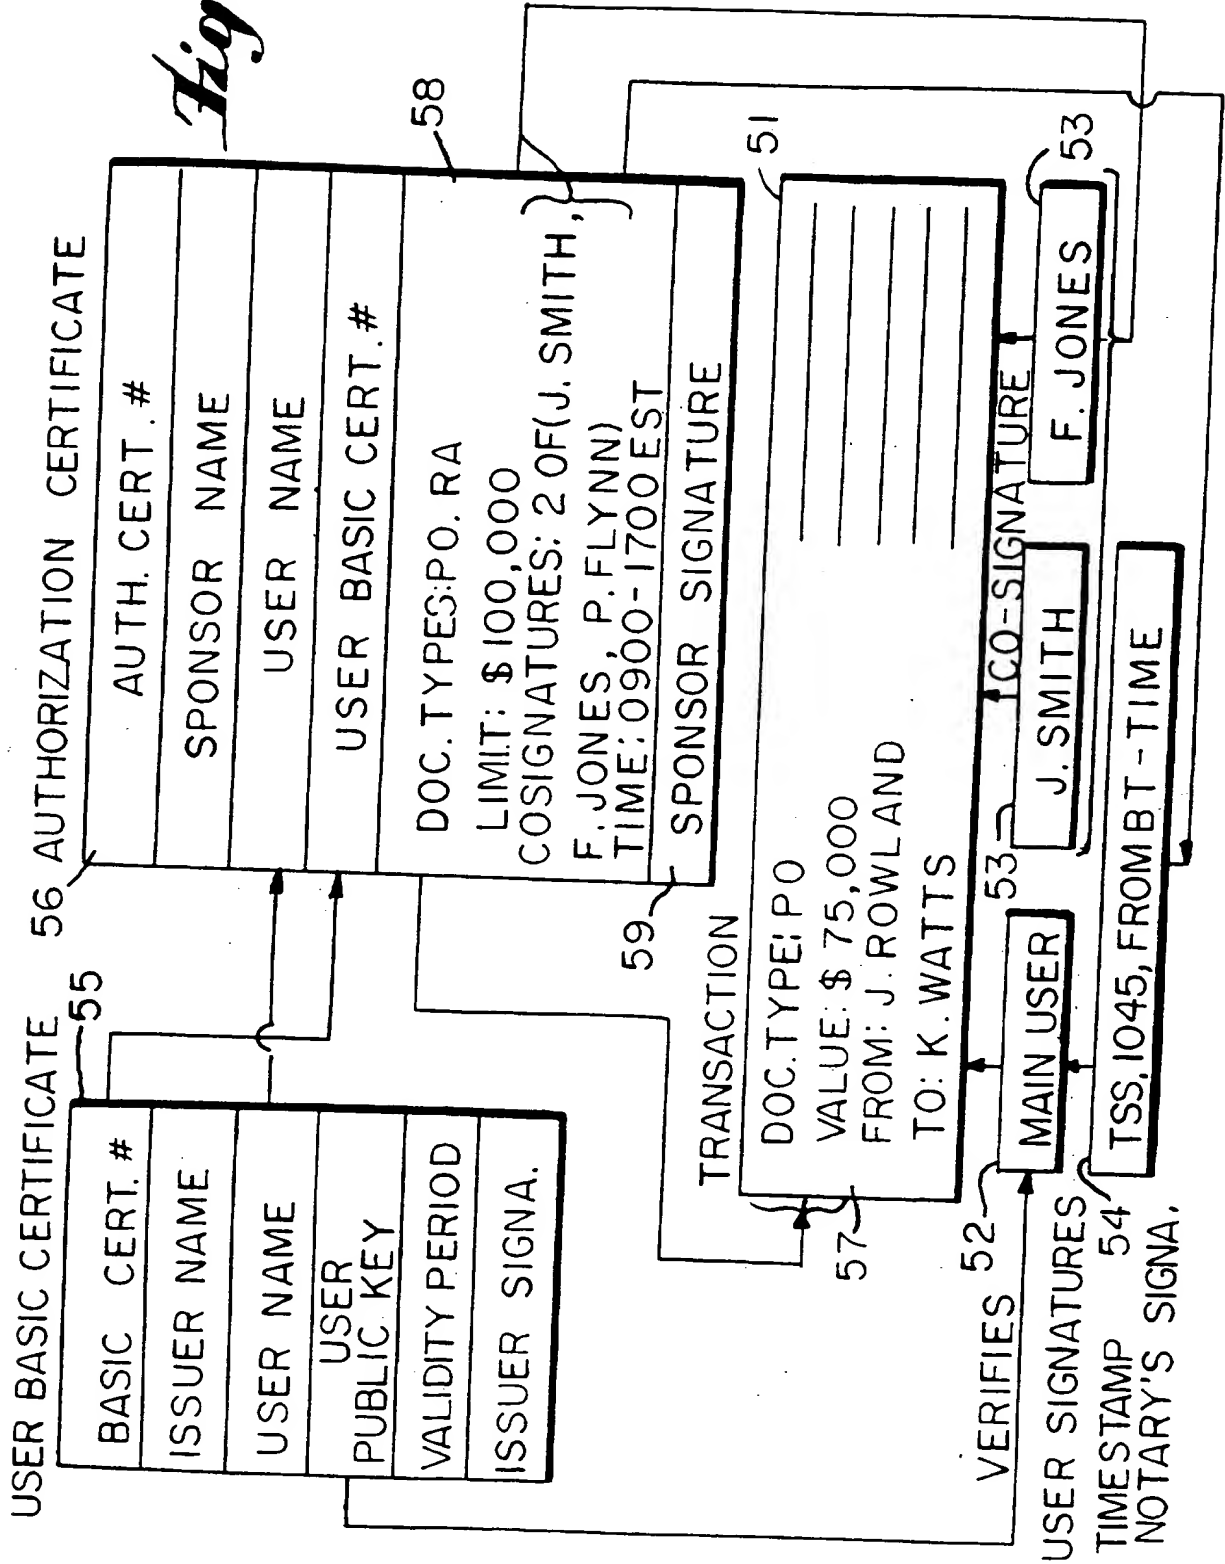 Fig
USER BASIC CERTIFICATE
55
BASIC CERT. #
ISSUER NAME
USER NAME
USER
PUBLIC KEY
VALIDITY PERIOD
ISSUER SIGNA.
56 AUTHORIZATION CERTIFICATE
AUTH. CERT. #
SPONSOR NAME
USER NAME
USER BASIC CERT. #
58
DOC. TYPES: PO. RA
LIMIT: $100,000
COSIGNATURES: 2 OF (J. SMITH,
F. JONES, P. FLYNN)
TIME: 0900-1700 EST
59
SPONSOR SIGNATURE
TRANSACTION
51
DOC. TYPE: PO
VALUE: $75,000
FROM: J. ROWLAND
TO: K. WATTS
57
VERIFIES
52
MAIN USER
CO-SIGNATURE
53
J. SMITH
53
F. JONES
USER SIGNATURES
54
TSS, 1045, FROM BT-TIME
TIMESTAMP
NOTARY'S SIGNA.